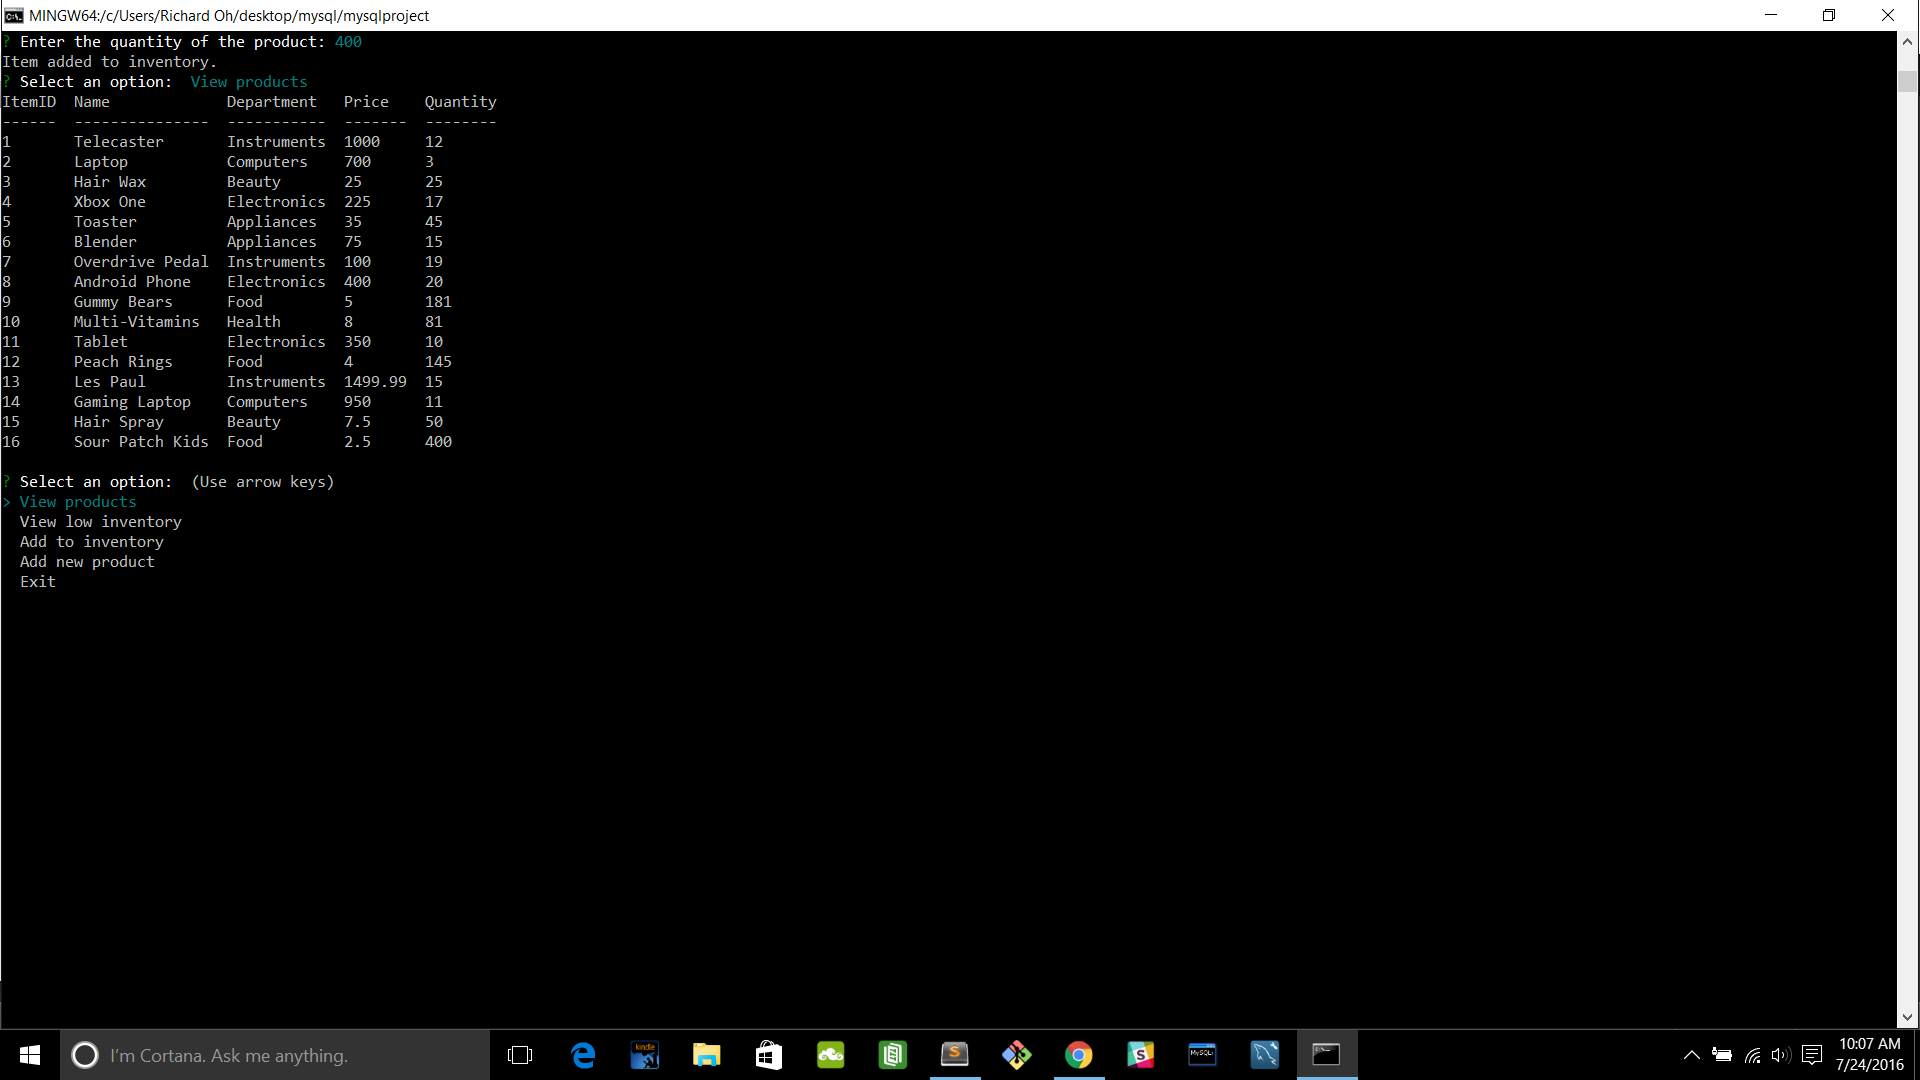 MINGW64:/c/Users/Richard Oh/desktop/mysql/mysqlproject
? Enter the quantity of the product: 400
Item added to inventory.
? Select an option:  View products
ItemID  Name             Department   Price    Quantity
------  ---------------  -----------  -------  --------
1       Telecaster       Instruments  1000     12
2       Laptop           Computers    700      3
3       Hair Wax         Beauty       25       25
4       Xbox One         Electronics  225      17
5       Toaster          Appliances   35       45
6       Blender          Appliances   75       15
7       Overdrive Pedal  Instruments  100      19
8       Android Phone    Electronics  400      20
9       Gummy Bears      Food         5        181
10      Multi-Vitamins   Health       8        81
11      Tablet           Electronics  350      10
12      Peach Rings      Food         4        145
13      Les Paul         Instruments  1499.99  15
14      Gaming Laptop    Computers    950      11
15      Hair Spray       Beauty       7.5      50
16      Sour Patch Kids  Food         2.5      400
? Select an option:  (Use arrow keys)
> View products
  View low inventory
  Add to inventory
  Add new product
  Exit
I'm Cortana. Ask me anything.
kindle
MySQL>
10:07 AM
7/24/2016